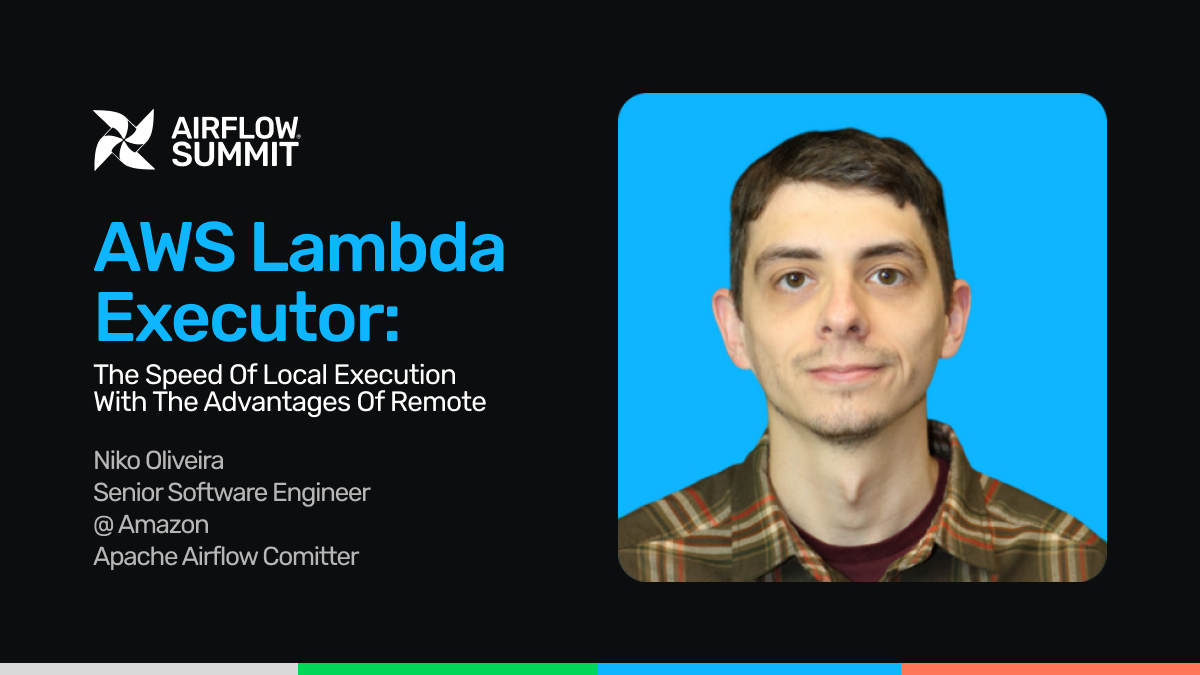 AIRFLOW
SUMMIT
AWS Lambda
Executor:
The Speed Of Local Execution
With The Advantages Of Remote
Niko Oliveira
Senior Software Engineer
@ Amazon
Apache Airflow Comitter